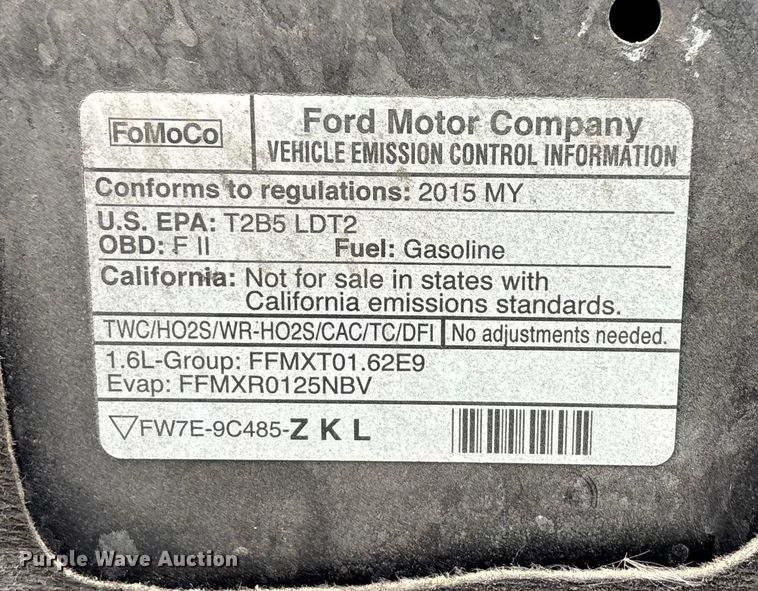 FoMoCo
Ford Motor Company
VEHICLE EMISSION CONTROL INFORMATION
Conforms to regulations: 2015 MY
U.S. EPA: T2B5 LDT2
OBD: F II Fuel: Gasoline
California: Not for sale in states with
California emissions standards.
TWC/HO2S/WR-HO2S/CAC/TC/DFI No adjustments needed.
1.6L-Group: FFMXT01.62E9
Evap: FFMXR0125NBV
FW7E-9C485-Z K L
Purple Wave Auction